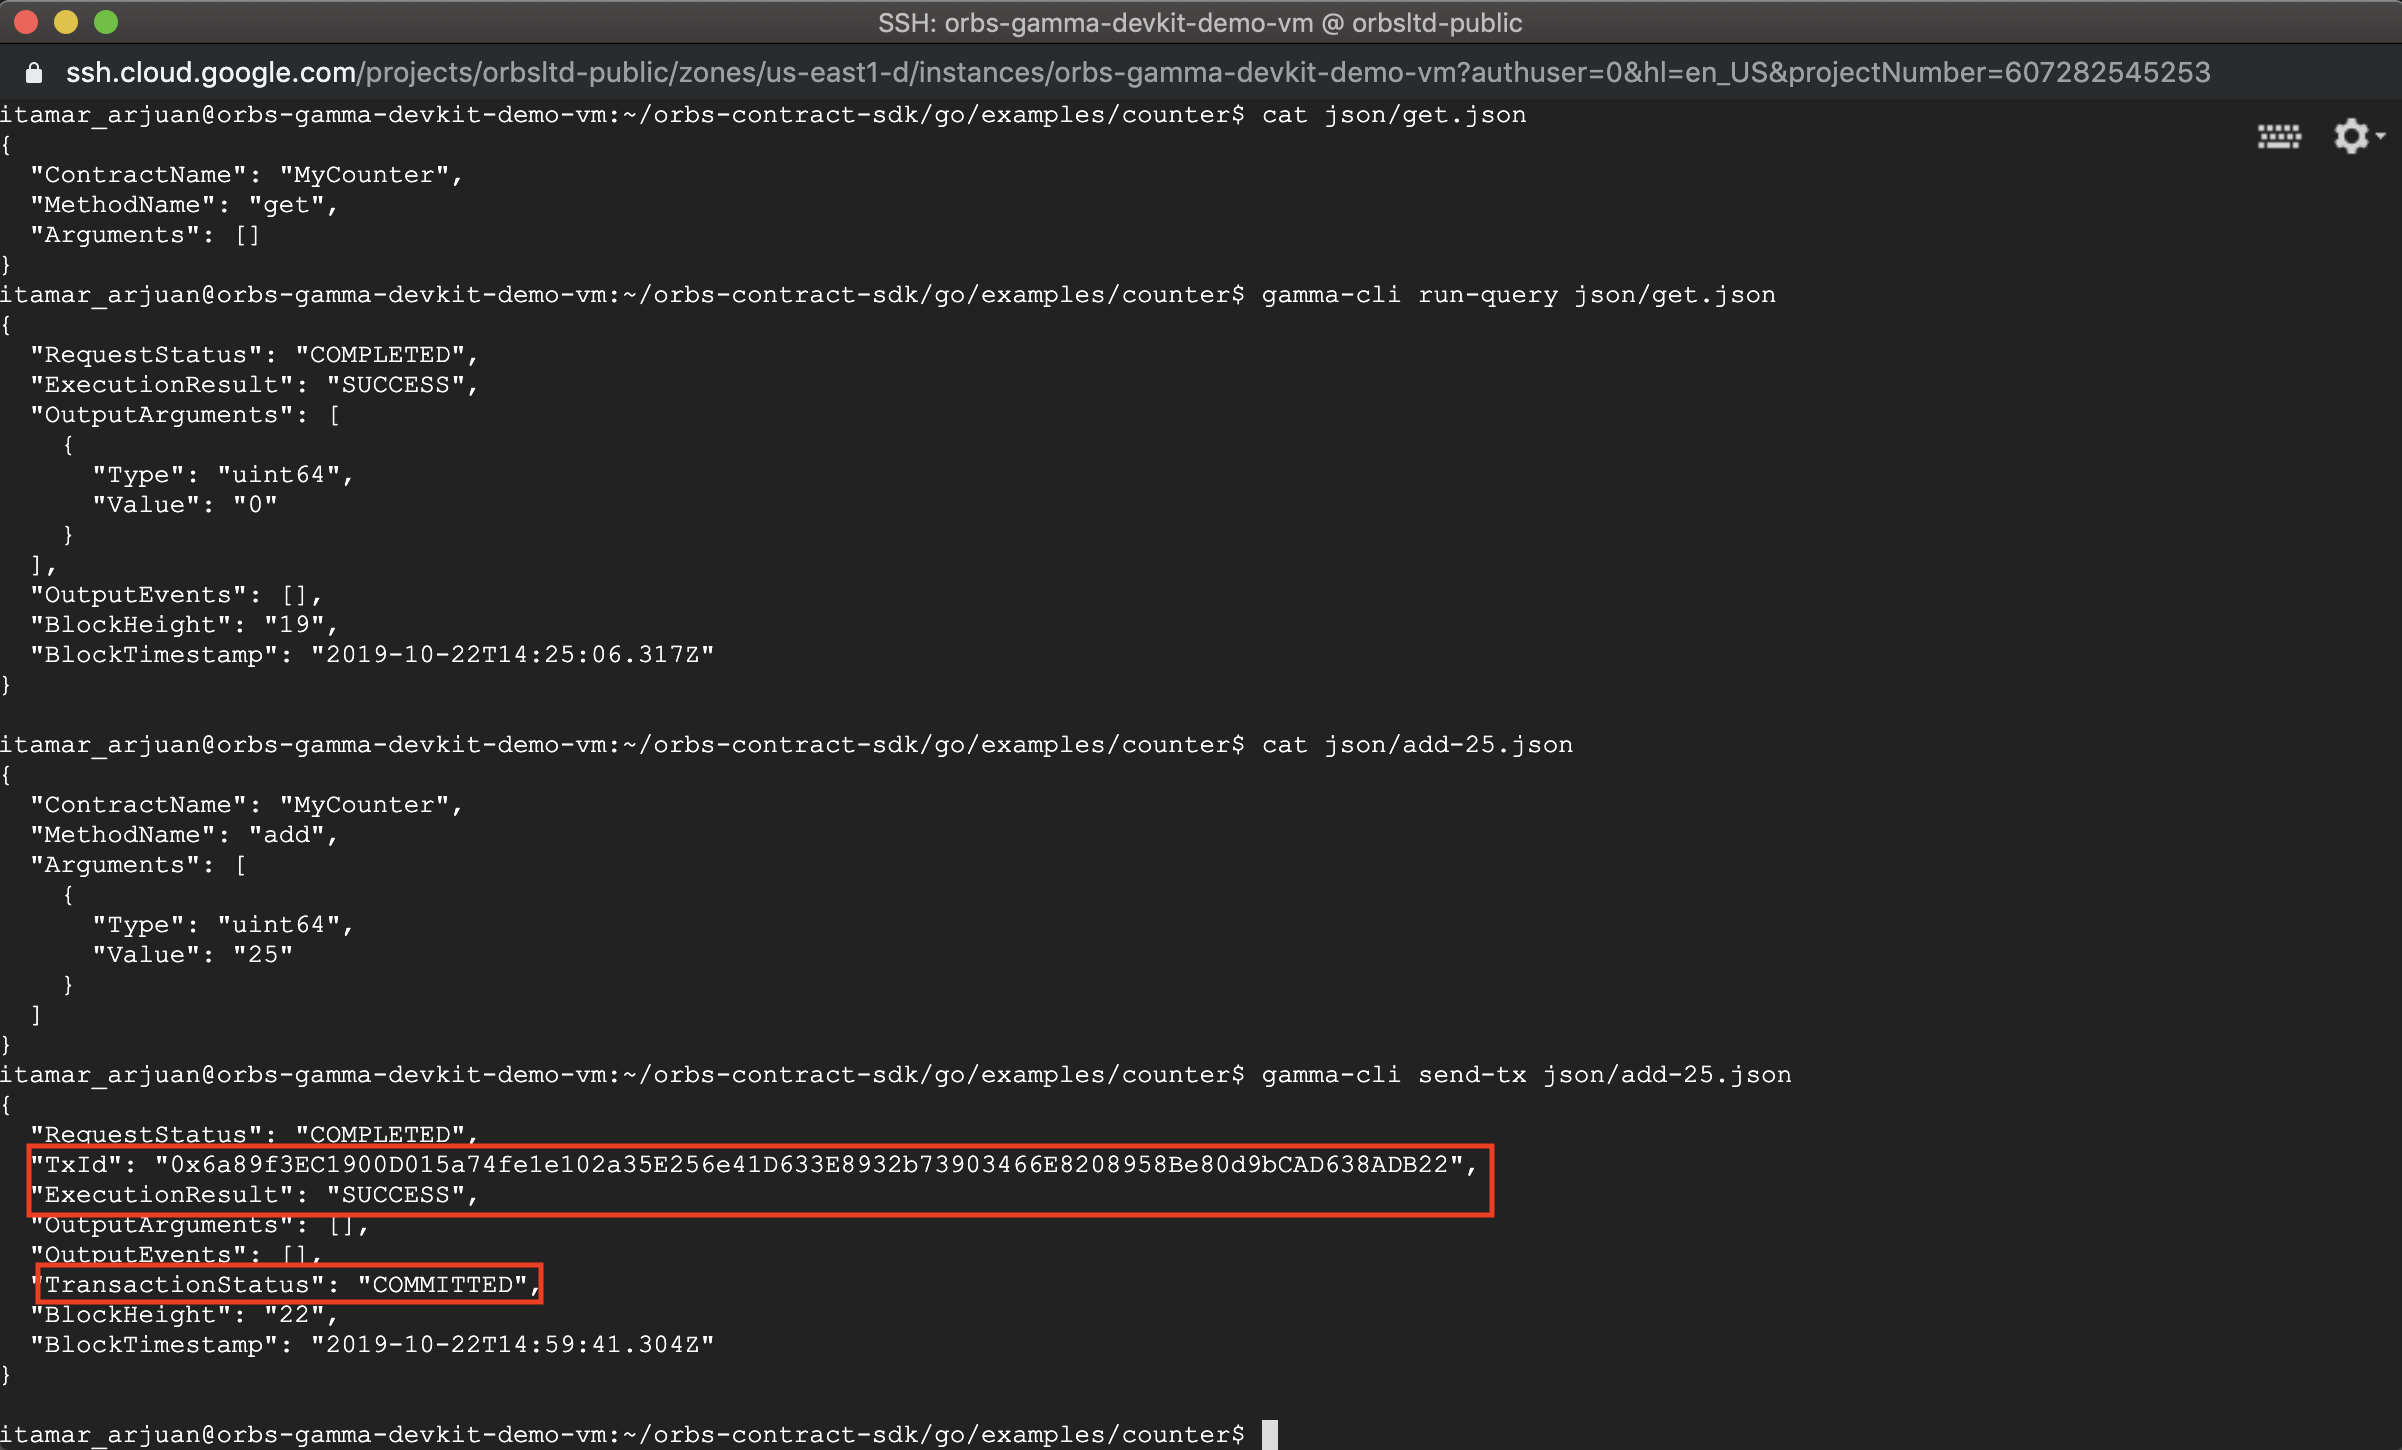 SSH: orbs-gamma-devkit-demo-vm @ orbsltd-public
ssh.cloud.google.com/projects/orbsltd-public/zones/us-east1-d/instances/orbs-gamma-devkit-demo-vm?authuser=0&hl=en_US&projectNumber=607282545253
itamar_arjuan@orbs-gamma-devkit-demo-vm:~/orbs-contract-sdk/go/examples/counter$ cat json/get.json
{
  "ContractName": "MyCounter",
  "MethodName": "get",
  "Arguments": []
}
itamar_arjuan@orbs-gamma-devkit-demo-vm:~/orbs-contract-sdk/go/examples/counter$ gamma-cli run-query json/get.json
{
  "RequestStatus": "COMPLETED",
  "ExecutionResult": "SUCCESS",
  "OutputArguments": [
    {
      "Type": "uint64",
      "Value": "0"
    }
  ],
  "OutputEvents": [],
  "BlockHeight": "19",
  "BlockTimestamp": "2019-10-22T14:25:06.317Z"
}
itamar_arjuan@orbs-gamma-devkit-demo-vm:~/orbs-contract-sdk/go/examples/counter$ cat json/add-25.json
{
  "ContractName": "MyCounter",
  "MethodName": "add",
  "Arguments": [
    {
      "Type": "uint64",
      "Value": "25"
    }
  ]
}
itamar_arjuan@orbs-gamma-devkit-demo-vm:~/orbs-contract-sdk/go/examples/counter$ gamma-cli send-tx json/add-25.json
{
  "RequestStatus": "COMPLETED",
  "TxId": "0x6a89f3EC1900D015a74fe1e102a35E256e41D633E8932b73903466E8208958Be80d9bCAD638ADB22",
  "ExecutionResult": "SUCCESS",
  "OutputArguments": [],
  "OutputEvents": [],
  "TransactionStatus": "COMMITTED",
  "BlockHeight": "22",
  "BlockTimestamp": "2019-10-22T14:59:41.304Z"
}
itamar_arjuan@orbs-gamma-devkit-demo-vm:~/orbs-contract-sdk/go/examples/counter$